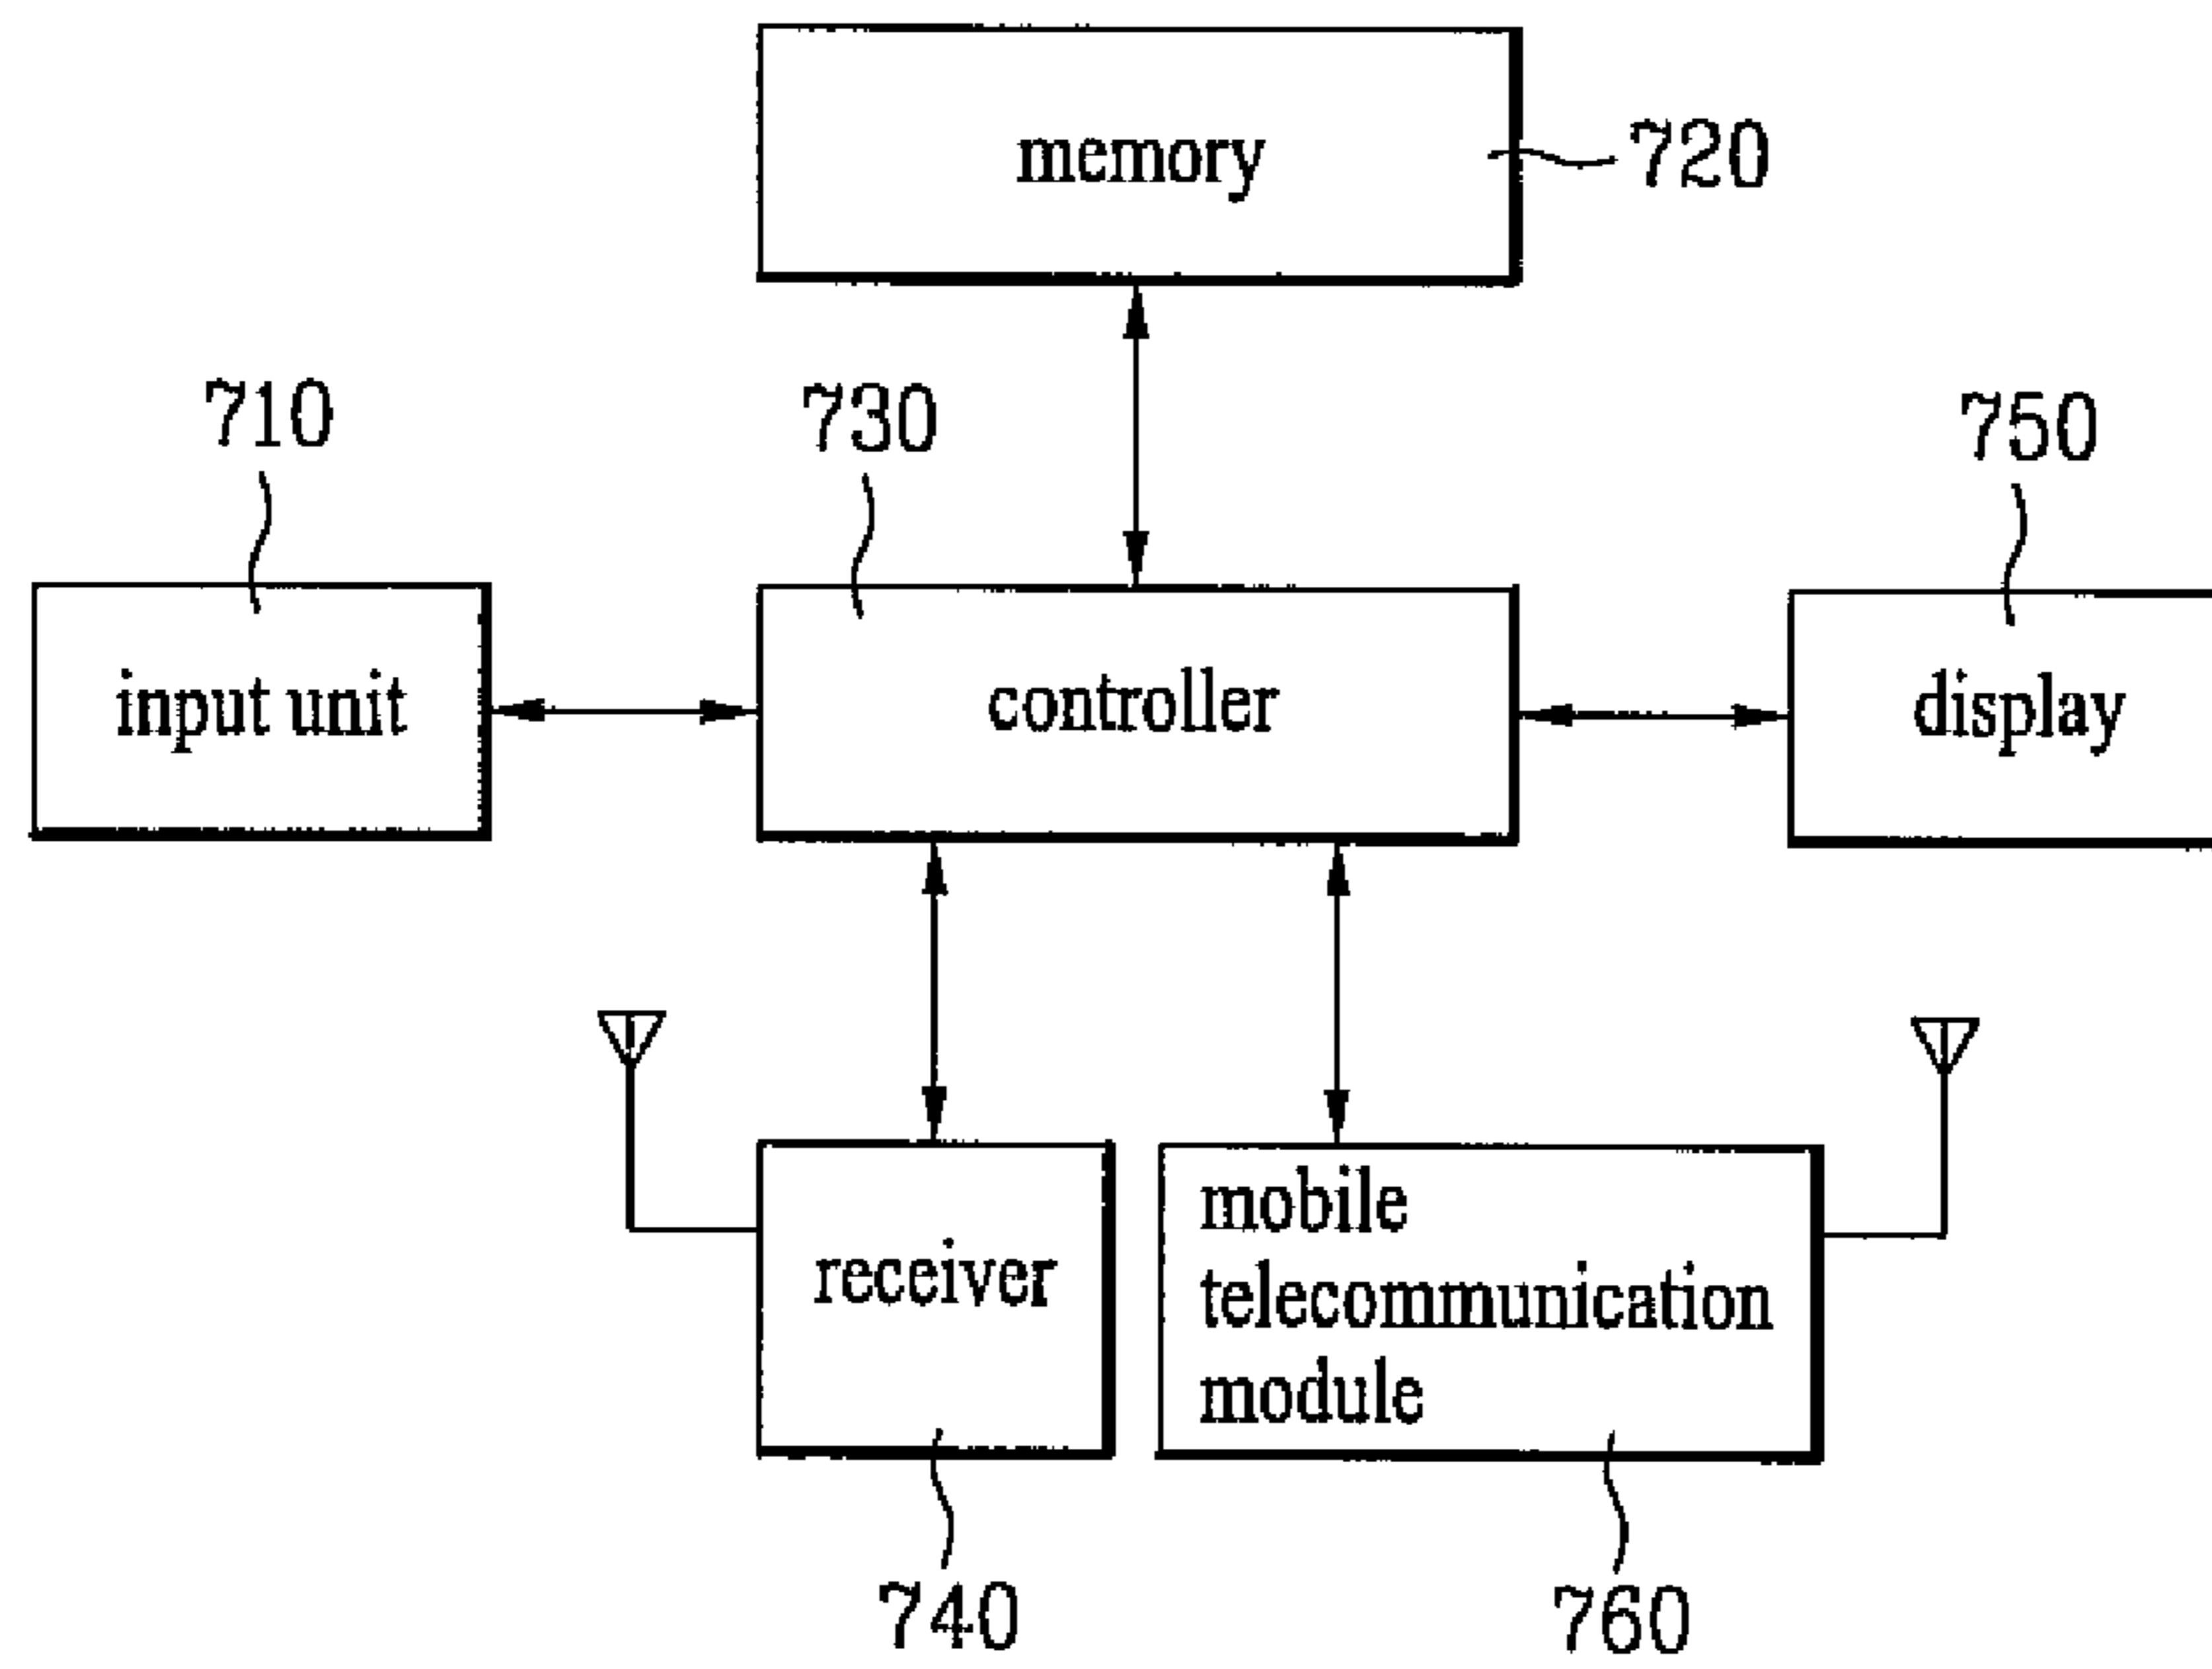 memory
720
710
730
750
input unit
controller
display
receiver
mobile
telecommunication
module
740
760